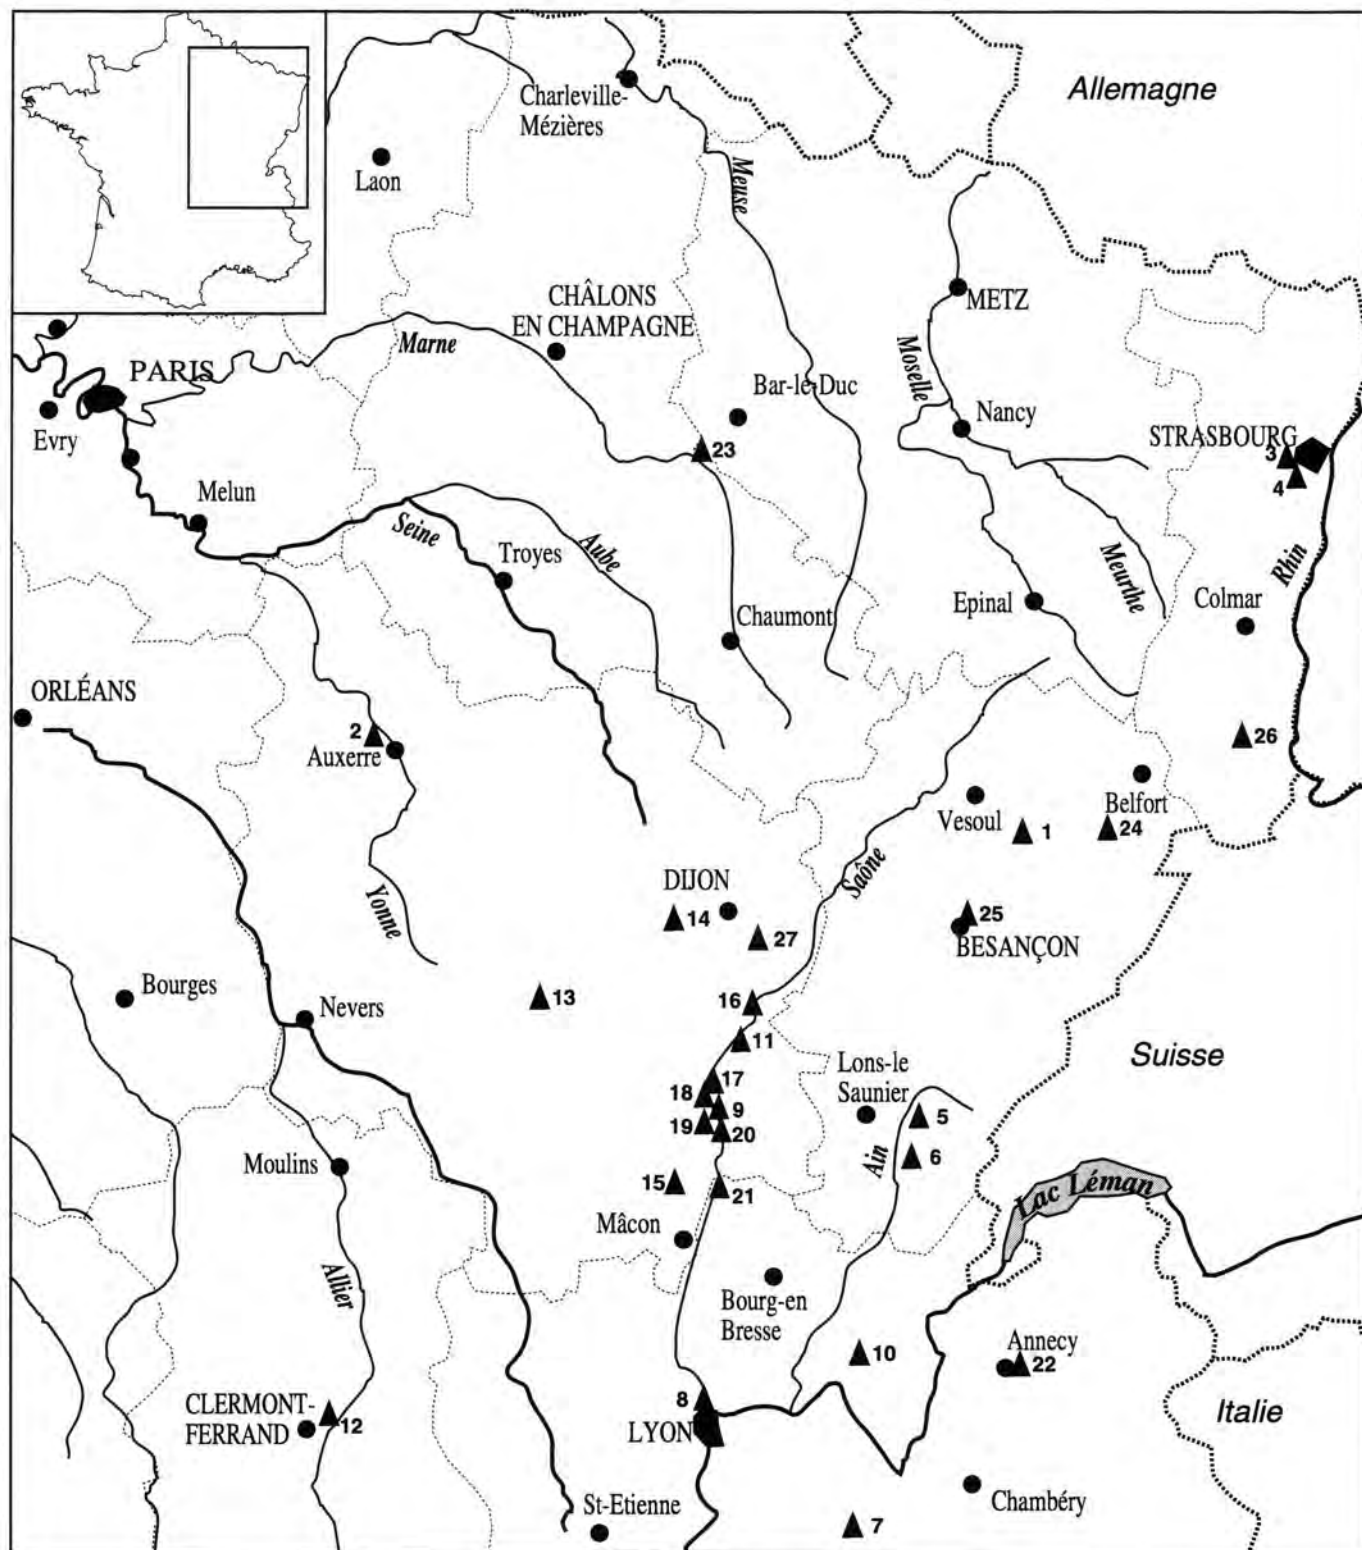 Allemagne
Charleville-
Mézières
Laon
Meuse
CHÂLONS
EN CHAMPAGNE
METZ
Marne
PARIS
Moselle
Bar-le-Duc
Evry
Nancy
STRASBOURG
23
3
4
Melun
Seine
Troyes
Aube
Meurthe
Rhin
Epinal
Colmar
Chaumont
ORLÉANS
2
Auxerre
26
Belfort
Vesoul
1
24
Saône
DIJON
14
Yonne
25
27
BESANÇON
Bourges
Nevers
13
16
11
Suisse
Lons-le
Saunier
17
18
9
5
19
20
Moulins
Ain
6
15
21
Lac Léman
Mâcon
Allier
Bourg-en
Bresse
Annecy
10
22
CLERMONT-
FERRAND
12
8
LYON
Italie
St-Etienne
Chambéry
7